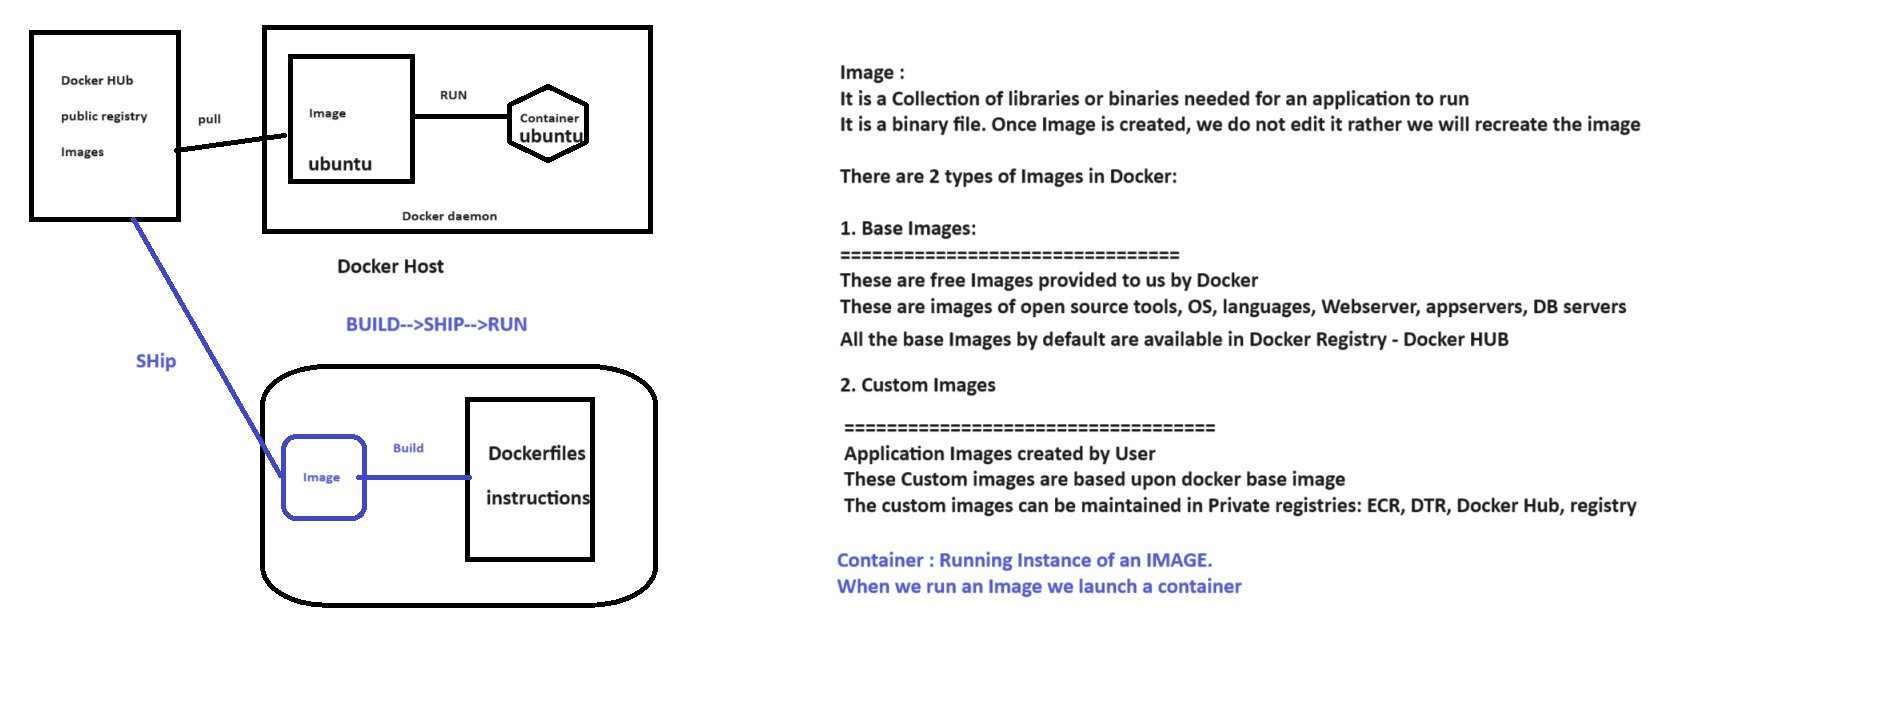 Docker HUb
public registry
Images
pull
Image
ubuntu
RUN
Container
ubuntu
Docker daemon
Docker Host
BUILD-->SHIP-->RUN
SHip
Image
Build
Dockerfiles
instructions
Image :
It is a Collection of libraries or binaries needed for an application to run
It is a binary file. Once Image is created, we do not edit it rather we will recreate the image
There are 2 types of Images in Docker:
1. Base Images:
================================
These are free Images provided to us by Docker
These are images of open source tools, OS, languages, Webserver, appservers, DB servers
All the base Images by default are available in Docker Registry - Docker HUB
2. Custom Images
===================================
Application Images created by User
These Custom images are based upon docker base image
The custom images can be maintained in Private registries: ECR, DTR, Docker Hub, registry
Container : Running Instance of an IMAGE.
When we run an Image we launch a container